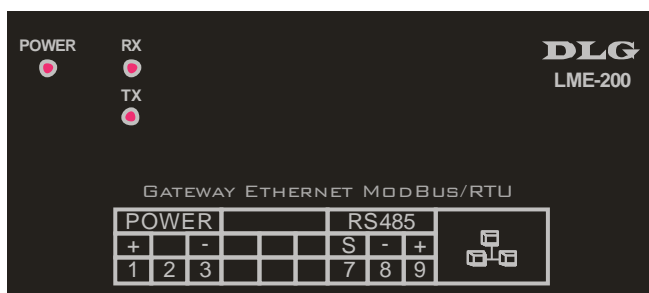 POWER RX DLG
LME-200
TX
GATEWAY ETHERNET MODBUS/RTU
POWER RS485
+ - S - +
1 2 3 7 8 9